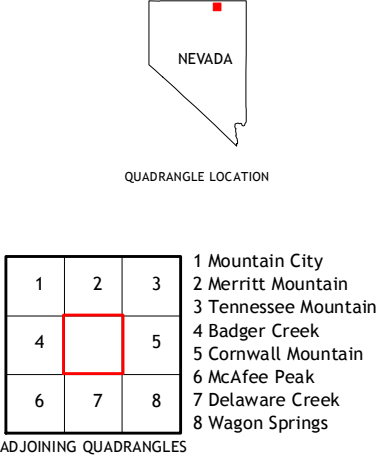 NEVADA
QUADRANGLE LOCATION
1 2 3
4 5
6 7 8
1 Mountain City
2 Merritt Mountain
3 Tennessee Mountain
4 Badger Creek
5 Cornwall Mountain
6 McAfee Peak
7 Delaware Creek
8 Wagon Springs
ADJOINING QUADRANGLES